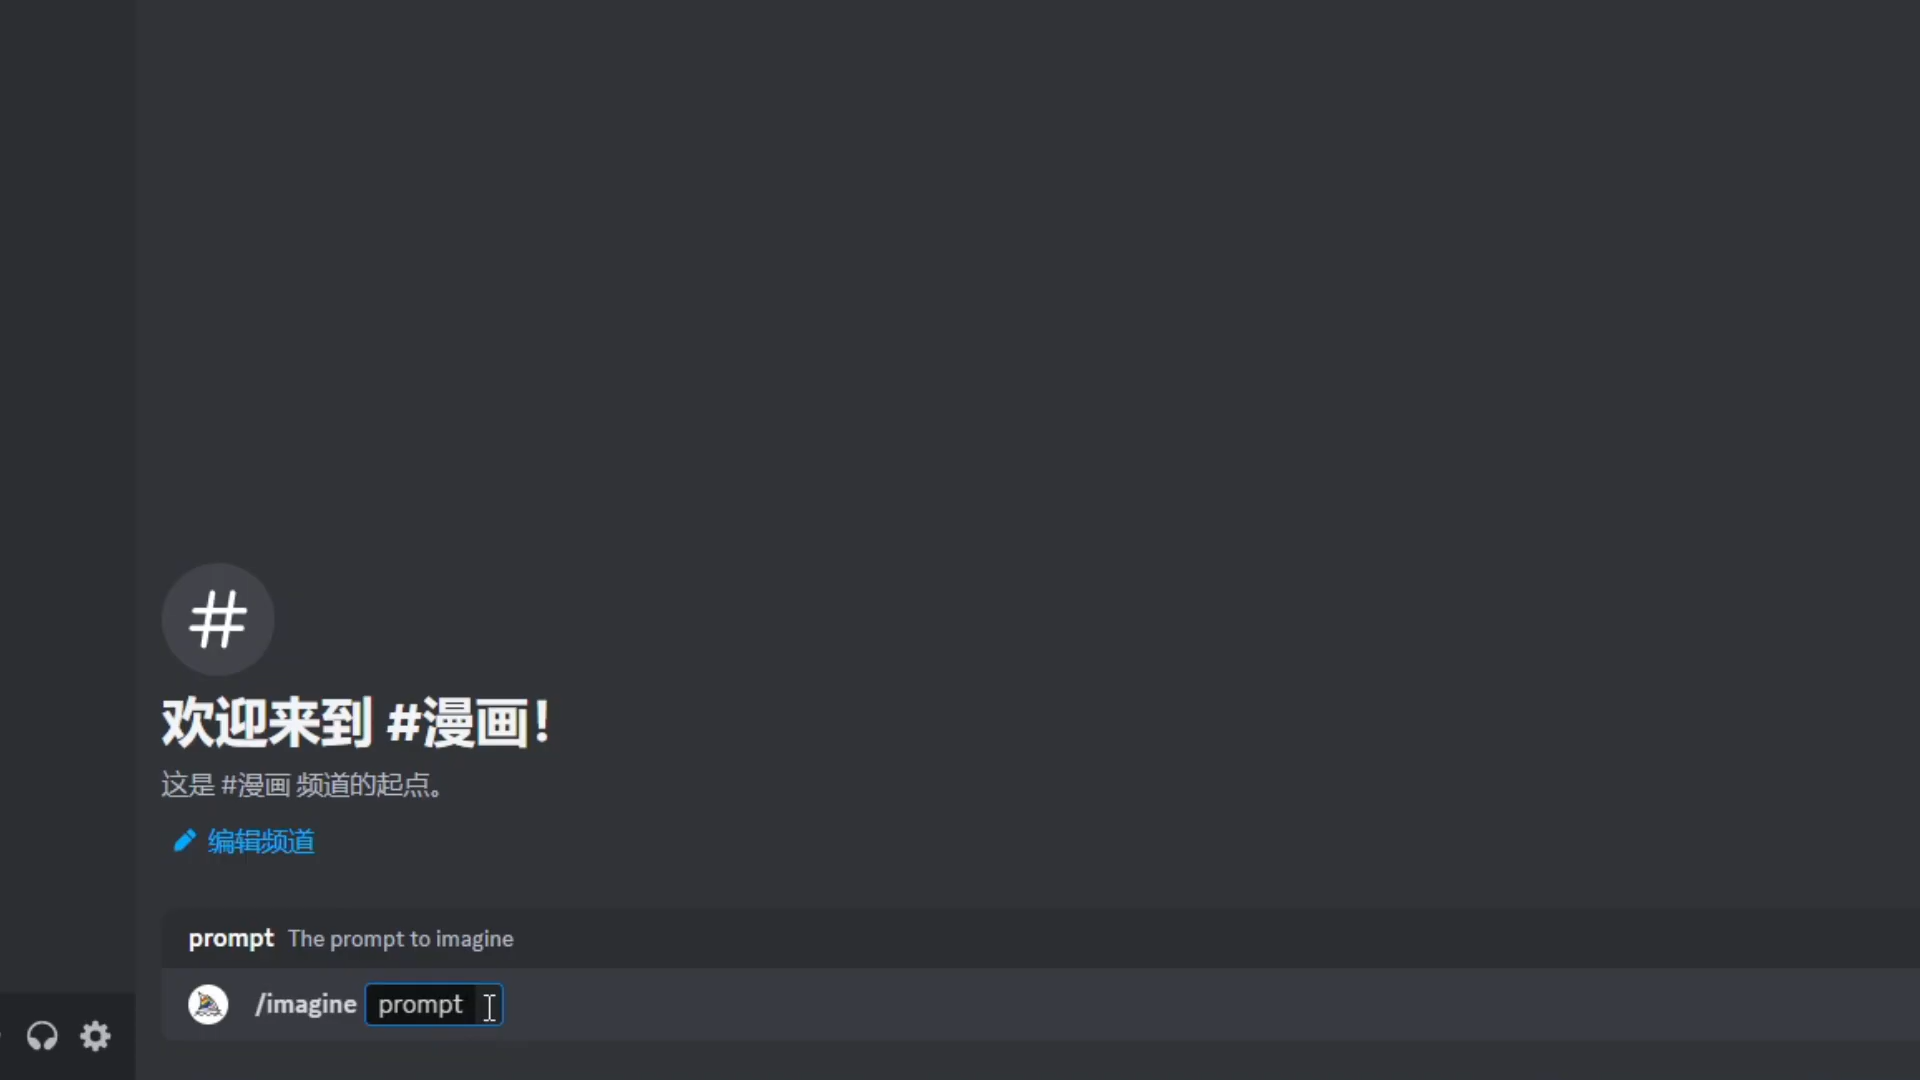 欢迎来到 #漫画!
这是 #漫画 频道的起点。
编辑频道
prompt The prompt to imagine
/imagine prompt